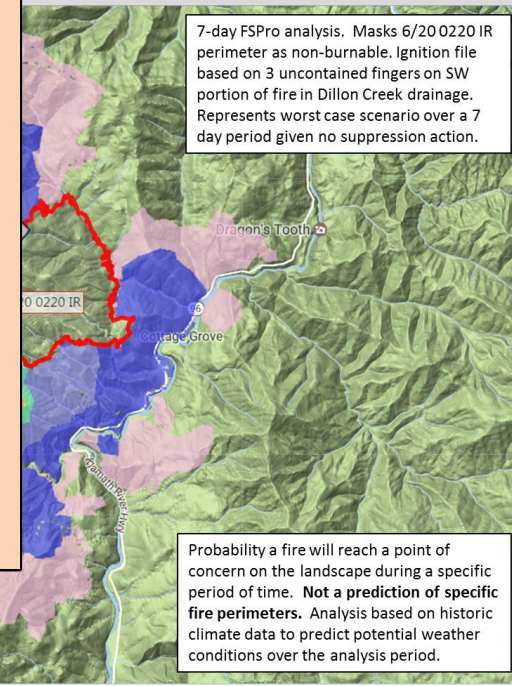 7-day FSPro analysis.  Masks 6/20 0220 IR
perimeter as non-burnable. Ignition file
based on 3 uncontained fingers on SW
portion of fire in Dillon Creek drainage.
Represents worst case scenario over a 7
day period given no suppression action.
Dragon's Tooth
20 0220 IR
96
Cottage Grove
Klamath River Hwy
Probability a fire will reach a point of
concern on the landscape during a specific
period of time.  Not a prediction of specific
fire perimeters.  Analysis based on historic
climate data to predict potential weather
conditions over the analysis period.